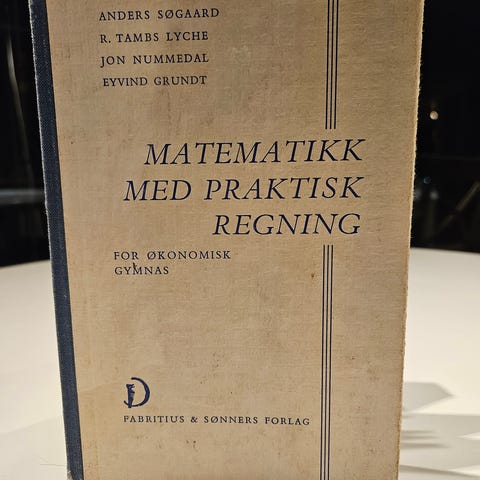 ANDERS SØGAARD
R. TAMBS LYCHE
JON NUMMEDAL
EYVIND GRUNDT
MATEMATIKK
MED PRAKTISK
REGNING
FOR ØKONOMISK
GYMNAS
FABRITIUS & SØNNERS FORLAG